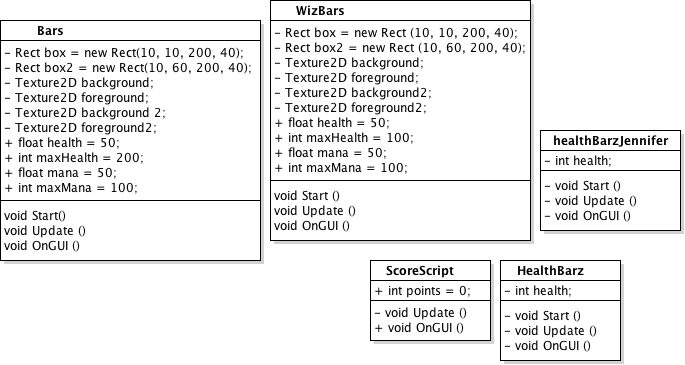 Bars
- Rect box = new Rect(10, 10, 200, 40);
- Rect box2 = new Rect(10, 60, 200, 40);
- Texture2D background;
- Texture2D foreground;
- Texture2D background 2;
- Texture2D foreground2;
+ float health = 50;
+ int maxHealth = 200;
+ float mana = 50;
+ int maxMana = 100;
void Start()
void Update ()
void OnGUI ()
WizBars
- Rect box = new Rect (10, 10, 200, 40);
- Rect box2 = new Rect (10, 60, 200, 40);
- Texture2D background;
- Texture2D foreground;
- Texture2D background2;
- Texture2D foreground2;
+ float health = 50;
+ int maxHealth = 100;
+ float mana = 50;
+ int maxMana = 100;
void Start ()
void Update ()
void OnGUI ()
healthBarzJennifer
- int health;
- void Start ()
- void Update ()
- void OnGUI ()
ScoreScript
+ int points = 0;
- void Update ()
+ void OnGUI ()
HealthBarz
- int health;
- void Start ()
- void Update ()
- void OnGUI ()